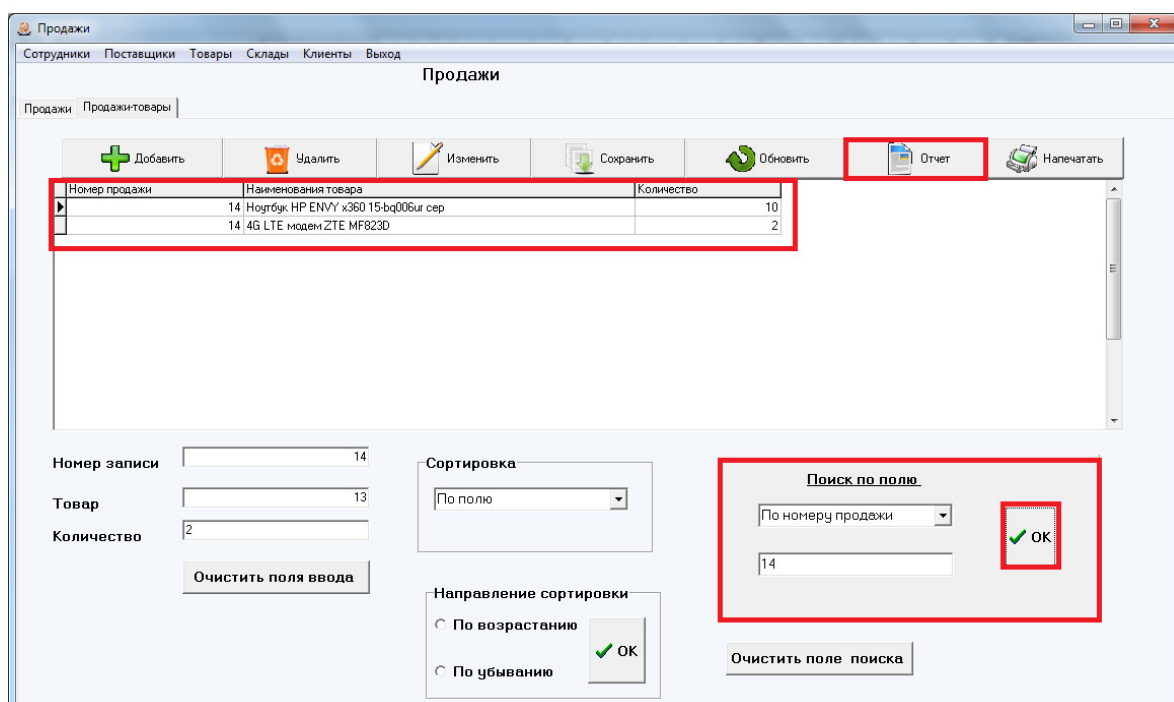 Продажи
Сотрудники Поставщики Товары Склады Клиенты Выход
Продажи
Продажи Продажи-товары
Добавить Удалить Изменить Сохранить Обновить Отчет Напечатать
Номер продажи Наименования товара Количество
14 Ноутбук HP ENVY x360 15-bq006ur сер 10
14 4G LTE модем ZTE MF823D 2
Номер записи 14
Товар 13
Количество 2
Очистить поля ввода
Сортировка
По полю
Направление сортировки
По возрастанию
По убыванию
OK
Поиск по полю
По номеру продажи
14
OK
Очистить поле поиска